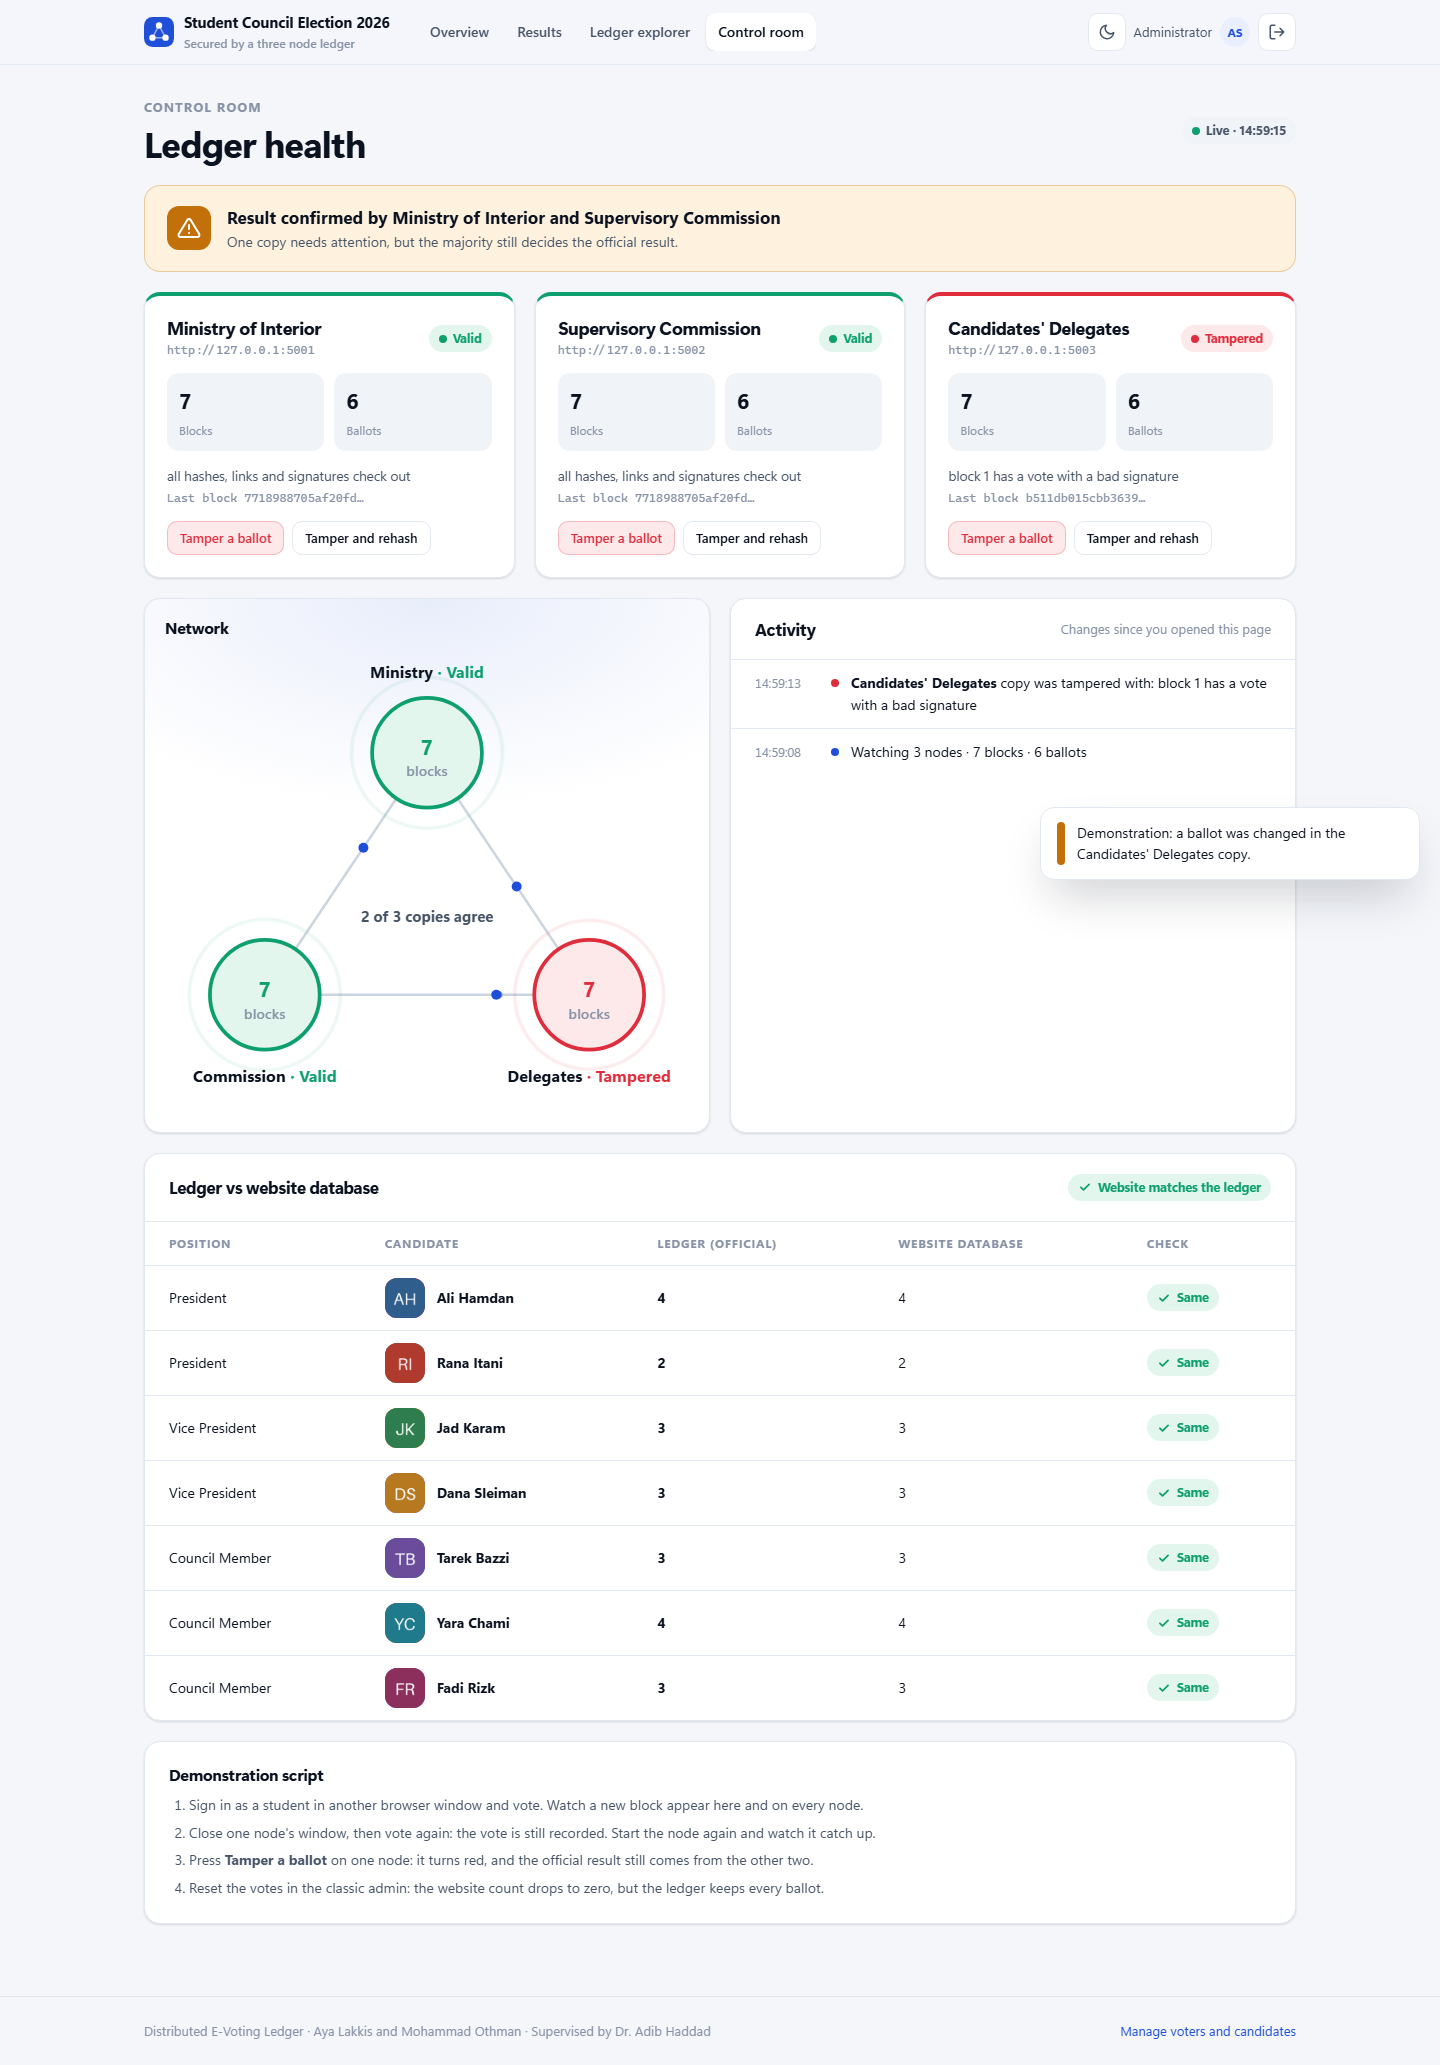 Student Council Election 2026
Secured by a three node ledger
Overview
Results
Ledger explorer
Control room
Administrator
AS
CONTROL ROOM
Ledger health
Live · 14:59:15
Result confirmed by Ministry of Interior and Supervisory Commission
One copy needs attention, but the majority still decides the official result.
Ministry of Interior
http://127.0.0.1:5001
Valid
7
Blocks
6
Ballots
all hashes, links and signatures check out
Last block 7718988705af20fd…
Tamper a ballot
Tamper and rehash
Supervisory Commission
http://127.0.0.1:5002
Valid
7
Blocks
6
Ballots
all hashes, links and signatures check out
Last block 7718988705af20fd…
Tamper a ballot
Tamper and rehash
Candidates' Delegates
http://127.0.0.1:5003
Tampered
7
Blocks
6
Ballots
block 1 has a vote with a bad signature
Last block b511db015cbb3639…
Tamper a ballot
Tamper and rehash
Network
Ministry · Valid
7
blocks
2 of 3 copies agree
7
blocks
7
blocks
Commission · Valid
Delegates · Tampered
Activity
Changes since you opened this page
14:59:13
Candidates' Delegates copy was tampered with: block 1 has a vote
with a bad signature
14:59:08
Watching 3 nodes · 7 blocks · 6 ballots
Demonstration: a ballot was changed in the
Candidates' Delegates copy.
Ledger vs website database
Website matches the ledger
POSITION CANDIDATE LEDGER (OFFICIAL) WEBSITE DATABASE CHECK
President AH Ali Hamdan 4 4 Same
President RI Rana Itani 2 2 Same
Vice President JK Jad Karam 3 3 Same
Vice President DS Dana Sleiman 3 3 Same
Council Member TB Tarek Bazzi 3 3 Same
Council Member YC Yara Chami 4 4 Same
Council Member FR Fadi Rizk 3 3 Same
Demonstration script
1. Sign in as a student in another browser window and vote. Watch a new block appear here and on every node.
2. Close one node's window, then vote again: the vote is still recorded. Start the node again and watch it catch up.
3. Press Tamper a ballot on one node: it turns red, and the official result still comes from the other two.
4. Reset the votes in the classic admin: the website count drops to zero, but the ledger keeps every ballot.
Distributed E-Voting Ledger · Aya Lakkis and Mohammad Othman · Supervised by Dr. Adib Haddad
Manage voters and candidates